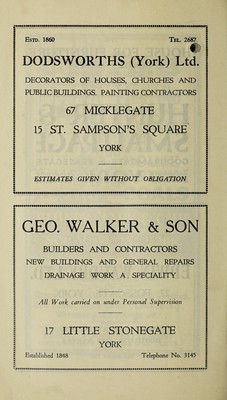 ESTD. 1860 TEL. 2687
DODSWORTHS (York) Ltd.
DECORATORS OF HOUSES, CHURCHES AND
PUBLIC BUILDINGS. PAINTING CONTRACTORS
67 MICKLEGATE
15 ST. SAMPSON'S SQUARE
YORK
ESTIMATES GIVEN WITHOUT OBLIGATION
GEO. WALKER & SON
BUILDERS AND CONTRACTORS
NEW BUILDINGS AND GENERAL REPAIRS
DRAINAGE WORK A SPECIALITY
All Work carried on under Personal Supervision
17 LITTLE STONEGATE
YORK
Established 1848 Telephone No. 3145